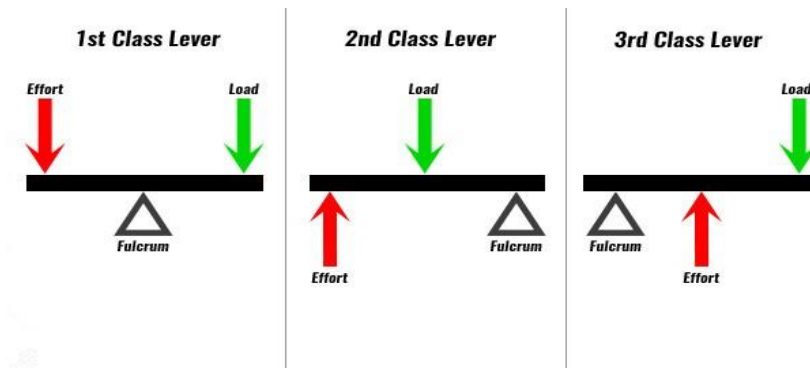 1st Class Lever
Effort
Load
Fulcrum
2nd Class Lever
Load
Fulcrum
Effort
3rd Class Lever
Load
Fulcrum
Effort